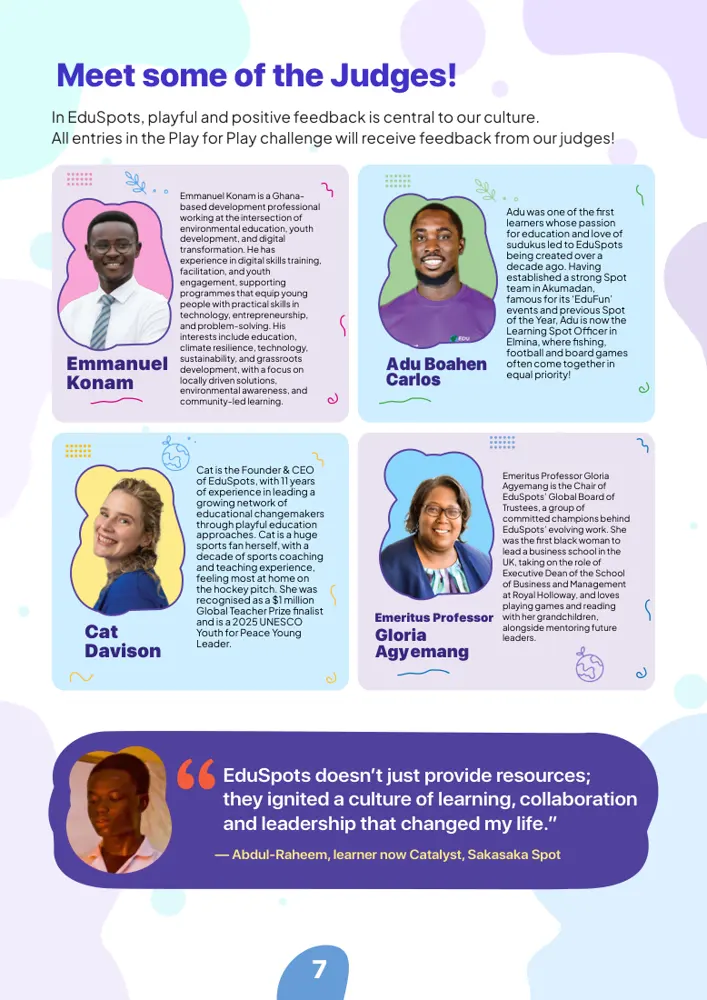 Meet some of the Judges!
In EduSpots, playful and positive feedback is central to our culture.
All entries in the Play for Play challenge will receive feedback from our judges!
Emmanuel Konam is a Ghana-
based development professional
working at the intersection of
environmental education, youth
development, and digital
transformation. He has
experience in digital skills training,
facilitation, and youth
engagement, supporting
programmes that equip young
people with practical skills in
technology, entrepreneurship,
and problem-solving. His
interests include education,
climate resilience, technology,
sustainability, and grassroots
development, with a focus on
locally driven solutions,
environmental awareness, and
community-led learning.
Emmanuel
Konam
Adu was one of the first
learners whose passion
for education and love of
sudukus led to EduSpots
being created over a
decade ago. Having
established a strong Spot
team in Akumadan,
famous for its 'EduFun'
events and previous Spot
of the Year, Adu is now the
Learning Spot Officer in
Elmina, where fishing,
football and board games
often come together in
equal priority!
EDU
Adu Boahen
Carlos
Cat is the Founder & CEO
of EduSpots, with 11 years
of experience in leading a
growing network of
educational changemakers
through playful education
approaches. Cat is a huge
sports fan herself, with a
decade of sports coaching
and teaching experience,
feeling most at home on
the hockey pitch. She was
recognised as a $1 million
Global Teacher Prize finalist
and is a 2025 UNESCO
Youth for Peace Young
Leader.
Cat
Davison
Emeritus Professor Gloria
Agyemang is the Chair of
EduSpots' Global Board of
Trustees, a group of
committed champions behind
EduSpots' evolving work. She
was the first black woman to
lead a business school in the
UK, taking on the role of
Executive Dean of the School
of Business and Management
at Royal Holloway, and loves
playing games and reading
with her grandchildren,
alongside mentoring future
leaders.
Emeritus Professor
Gloria
Agyemang
“ EduSpots doesn't just provide resources;
they ignited a culture of learning, collaboration
and leadership that changed my life.”
— Abdul-Raheem, learner now Catalyst, Sakasaka Spot
7